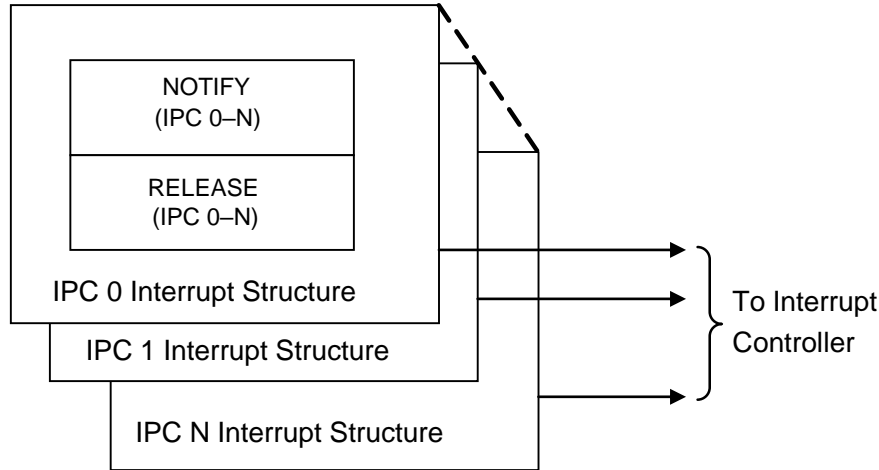 NOTIFY
(IPC 0–N)
RELEASE
(IPC 0–N)
IPC 0 Interrupt Structure
IPC 1 Interrupt Structure
IPC N Interrupt Structure
To Interrupt
Controller